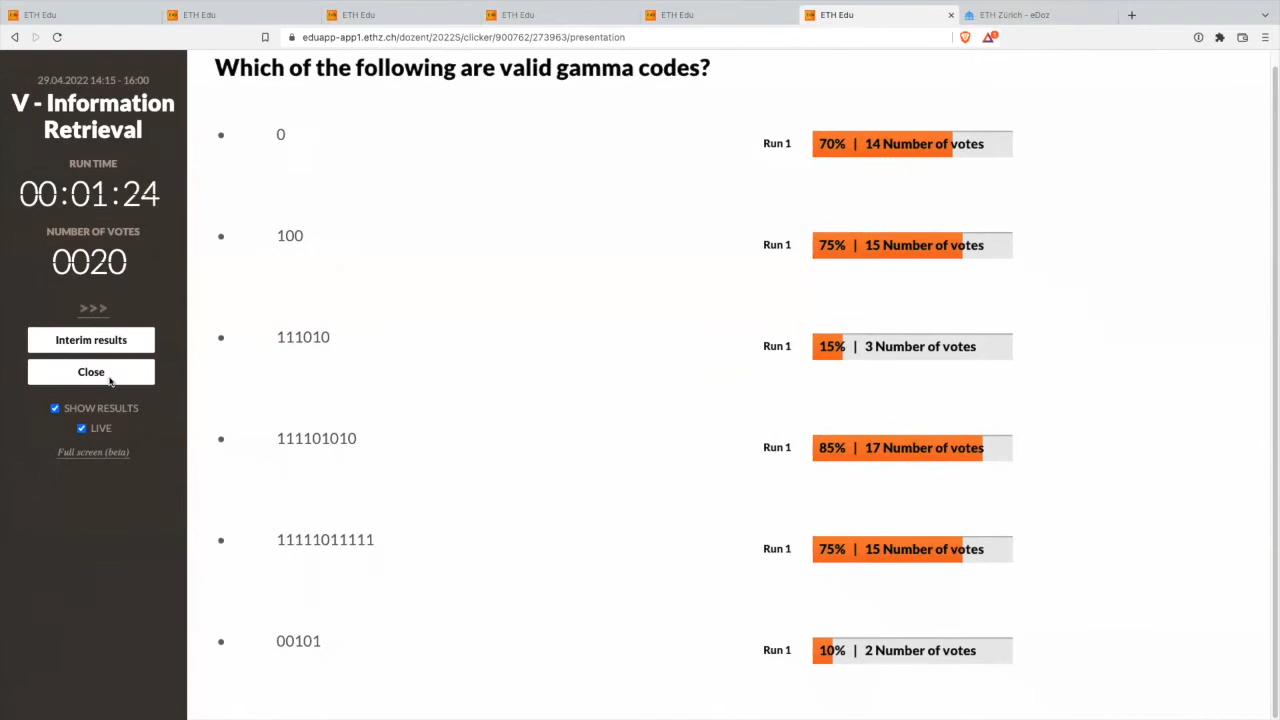 ETH Edu
ETH Edu
ETH Edu
ETH Edu
ETH Edu
ETH Edu
ETH Zürich - eDoz
eduapp-app1.ethz.ch/dozent/2022S/clicker/900762/273963/presentation
29.04.2022 14:15 - 16:00
V - Information
Retrieval
RUN TIME
00:01:24
NUMBER OF VOTES
0020
>>>
Interim results
Close
SHOW RESULTS
LIVE
Full screen (beta)
Which of the following are valid gamma codes?
0
Run 1 70% | 14 Number of votes
100
Run 1 75% | 15 Number of votes
111010
Run 1 15% | 3 Number of votes
111101010
Run 1 85% | 17 Number of votes
11111011111
Run 1 75% | 15 Number of votes
00101
Run 1 10% | 2 Number of votes